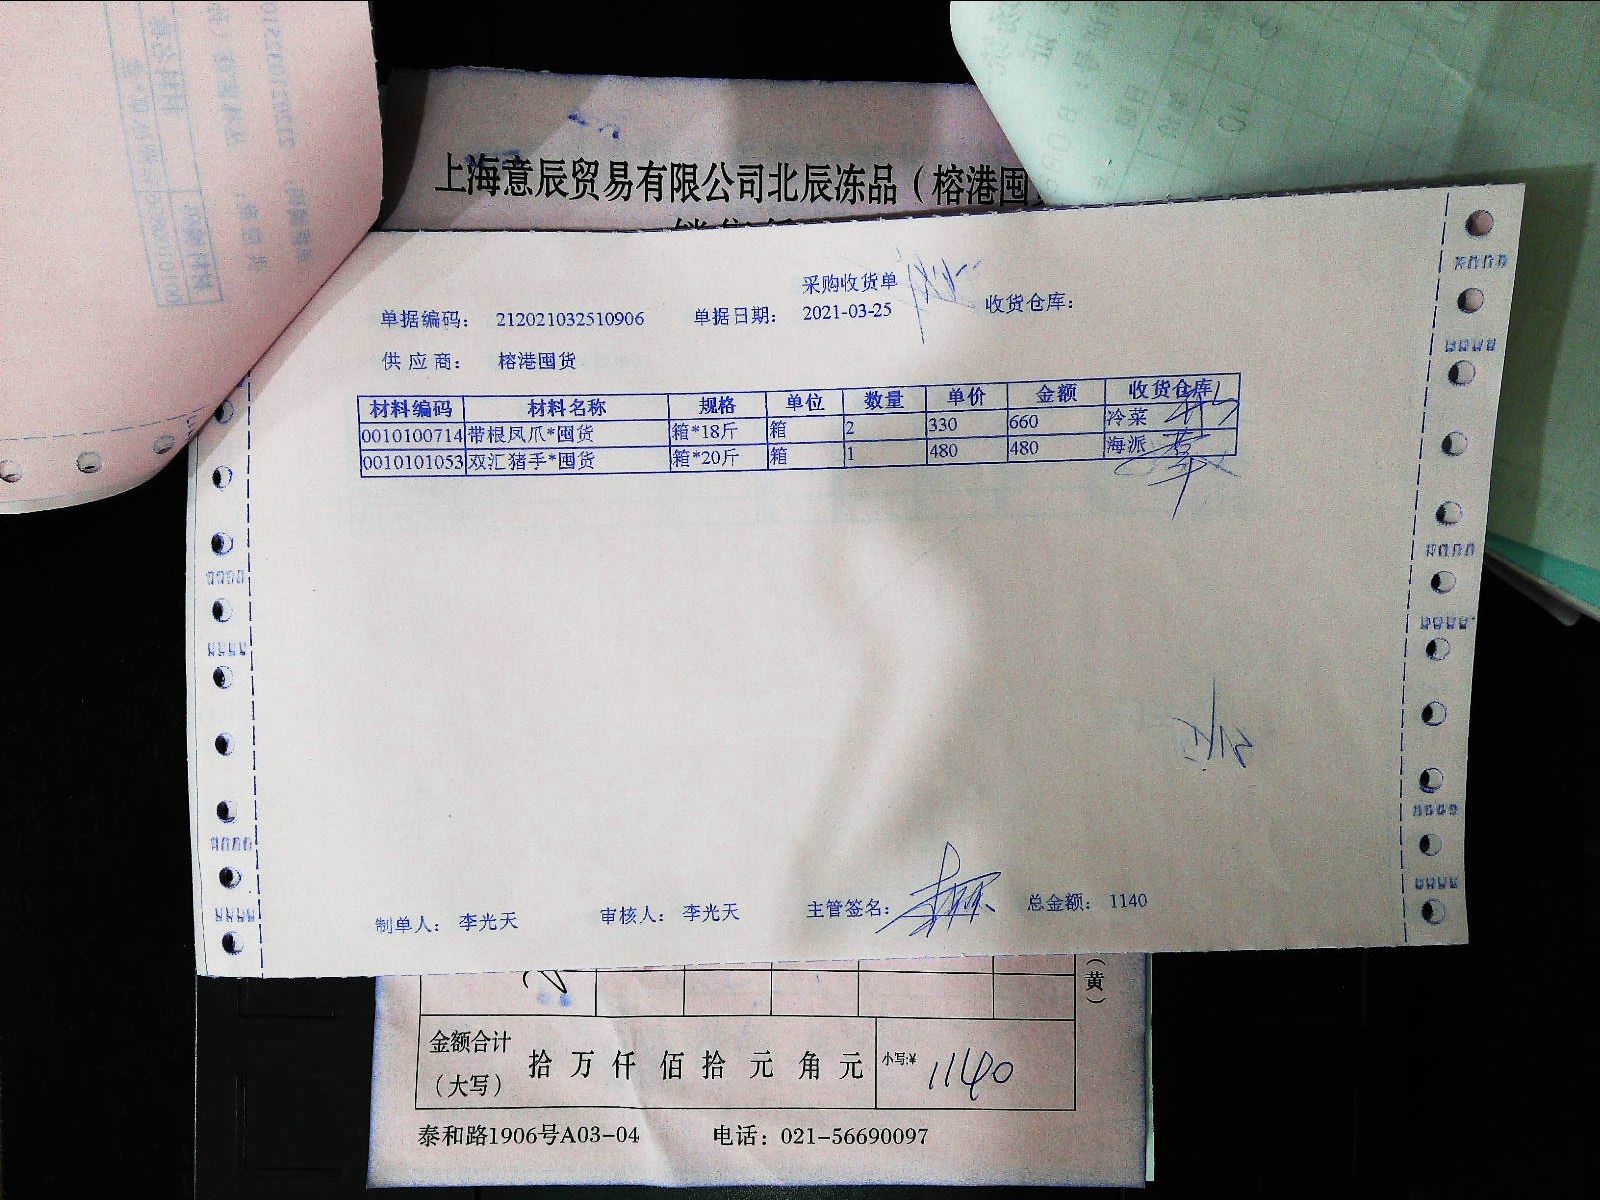 上海意辰贸易有限公司北辰冻品（榕港囤
采购收货单
单据编码： 212021032510906 单据日期： 2021-03-25 收货仓库：
供应商： 榕港囤货
材料编码 材料名称 规格 单位 数量 单价 金额 收货仓库
0010100714 带根凤爪*囤货 箱*18斤 箱 2 330 660 冷菜
0010101053 双汇猪手*囤货 箱*20斤 箱 1 480 480 海派
制单人： 李光天 审核人： 李光天 主管签名： 总金额： 1140
（黄）
金额合计（大写） 拾 万 仟 佰 拾 元 角 元 小写:¥ 1140
泰和路1906号A03-04 电话：021-56690097